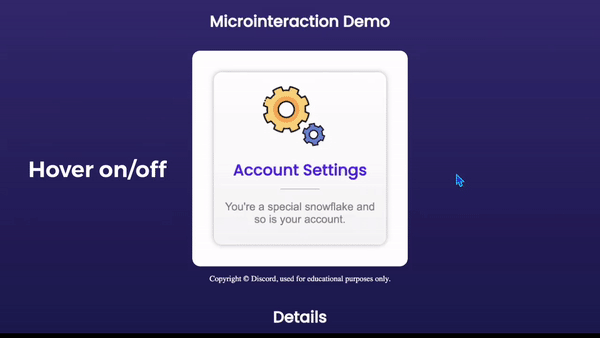 Microinteraction Demo
Hover on/off
Account Settings
You're a special snowflake and
so is your account.
Copyright © Discord, used for educational purposes only.
Details